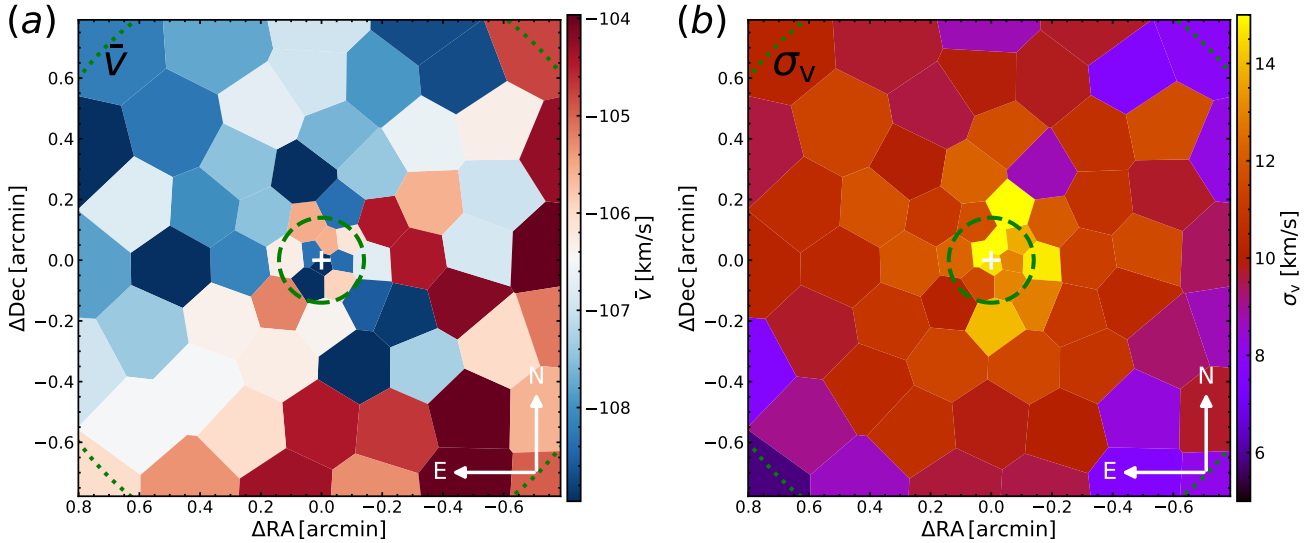 (a)
v̄
N
E
0.6
0.4
0.2
0.0
−0.2
−0.4
−0.6
ΔDec [arcmin]
0.8 0.6 0.4 0.2 0.0 −0.2 −0.4 −0.6
ΔRA [arcmin]
−104
−105
−106
−107
−108
v̄ [km/s]
(b)
σv
N
E
0.6
0.4
0.2
0.0
−0.2
−0.4
−0.6
ΔDec [arcmin]
0.8 0.6 0.4 0.2 0.0 −0.2 −0.4 −0.6
ΔRA [arcmin]
14
12
10
8
6
σv [km/s]